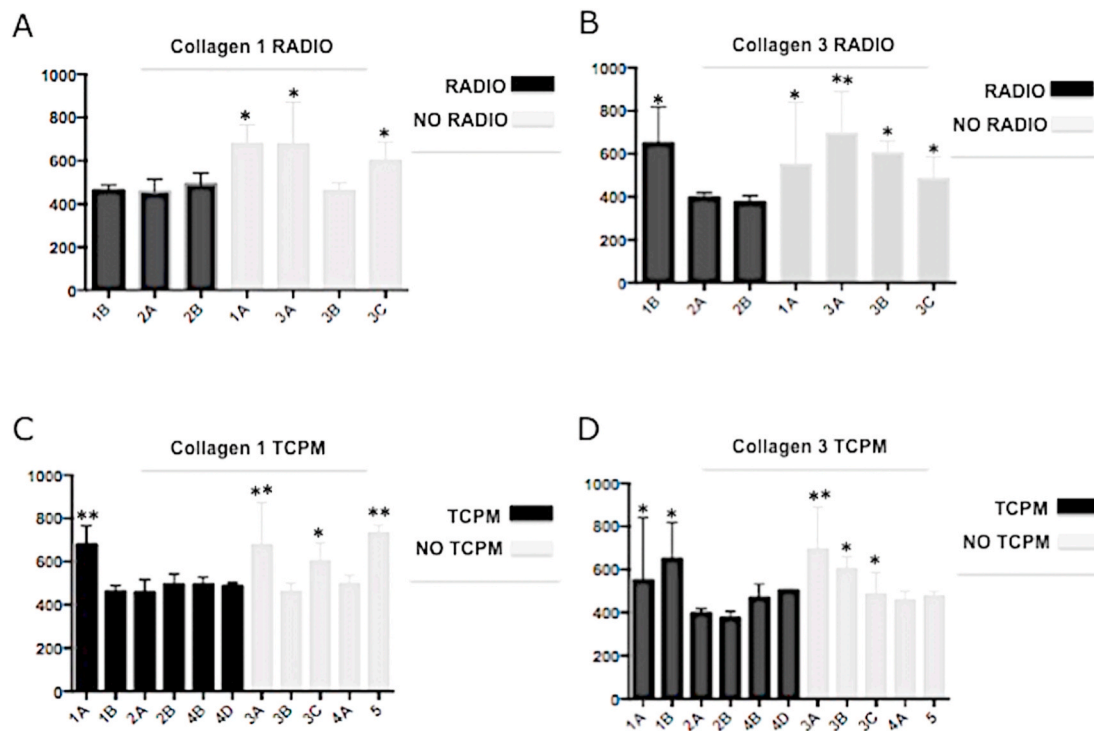 A
Collagen 1 RADIO
1000
800
600
400
200
0
* * *
1B 2A 2B 1A 3A 3B 3C
RADIO
NO RADIO
B
Collagen 3 RADIO
1000
800
600
400
200
0
* * ** * *
1B 2A 2B 1A 3A 3B 3C
RADIO
NO RADIO
C
Collagen 1 TCPM
1000
800
600
400
200
0
** ** * **
1A 1B 2A 2B 4B 4D 3A 3B 3C 4A 5
TCPM
NO TCPM
D
Collagen 3 TCPM
1000
800
600
400
200
0
* * ** * *
1A 1B 2A 2B 4B 4D 3A 3B 3C 4A 5
TCPM
NO TCPM